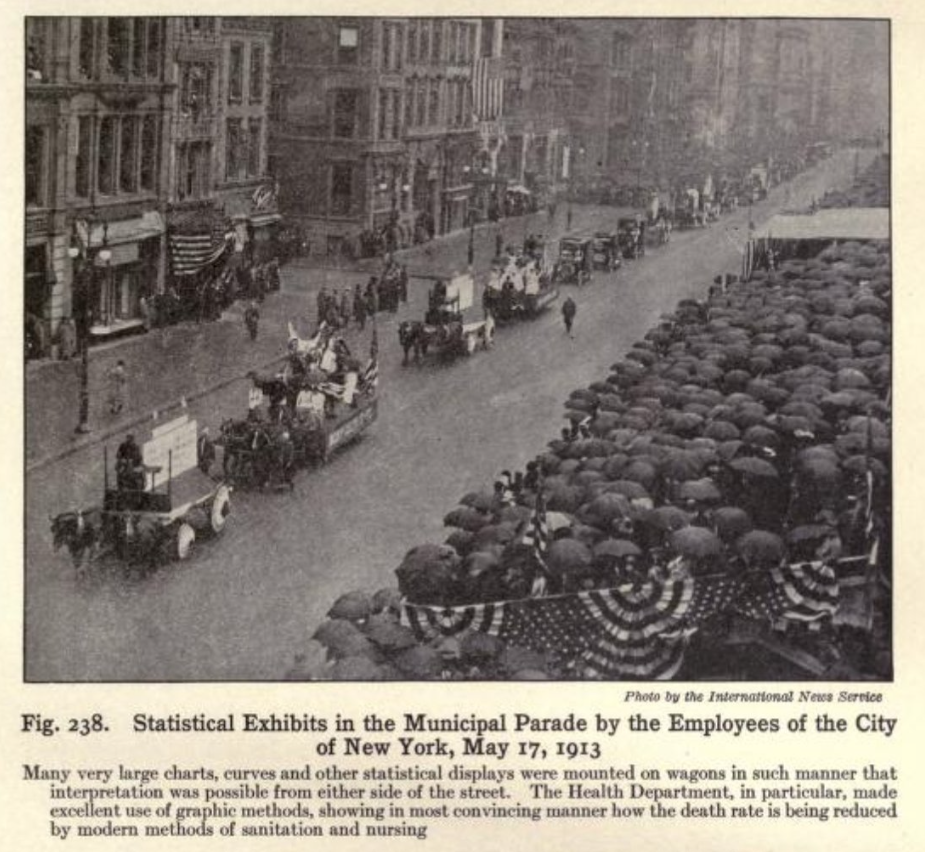 Photo by the International News Service
Fig. 238. Statistical Exhibits in the Municipal Parade by the Employees of the City
of New York, May 17, 1913
Many very large charts, curves and other statistical displays were mounted on wagons in such manner that
interpretation was possible from either side of the street. The Health Department, in particular, made
excellent use of graphic methods, showing in most convincing manner how the death rate is being reduced
by modern methods of sanitation and nursing